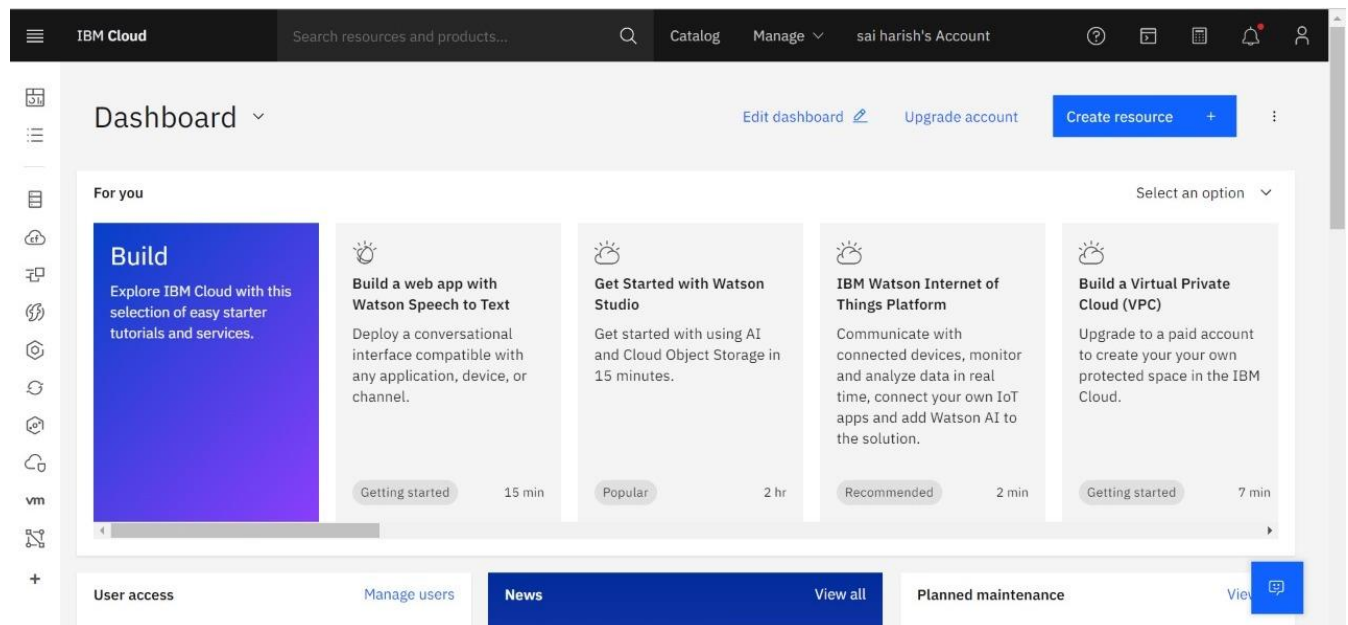 IBM Cloud
Search resources and products...
Catalog
Manage
sai harish's Account
Dashboard
Edit dashboard
Upgrade account
Create resource +
For you
Select an option
Build
Explore IBM Cloud with this
selection of easy starter
tutorials and services.
Build a web app with
Watson Speech to Text
Deploy a conversational
interface compatible with
any application, device, or
channel.
Getting started
15 min
Get Started with Watson
Studio
Get started with using AI
and Cloud Object Storage in
15 minutes.
Popular
2 hr
IBM Watson Internet of
Things Platform
Communicate with
connected devices, monitor
and analyze data in real
time, connect your own IoT
apps and add Watson AI to
the solution.
Recommended
2 min
Build a Virtual Private
Cloud (VPC)
Upgrade to a paid account
to create your your own
protected space in the IBM
Cloud.
Getting started
7 min
cf
vm
+
User access
Manage users
News
View all
Planned maintenance